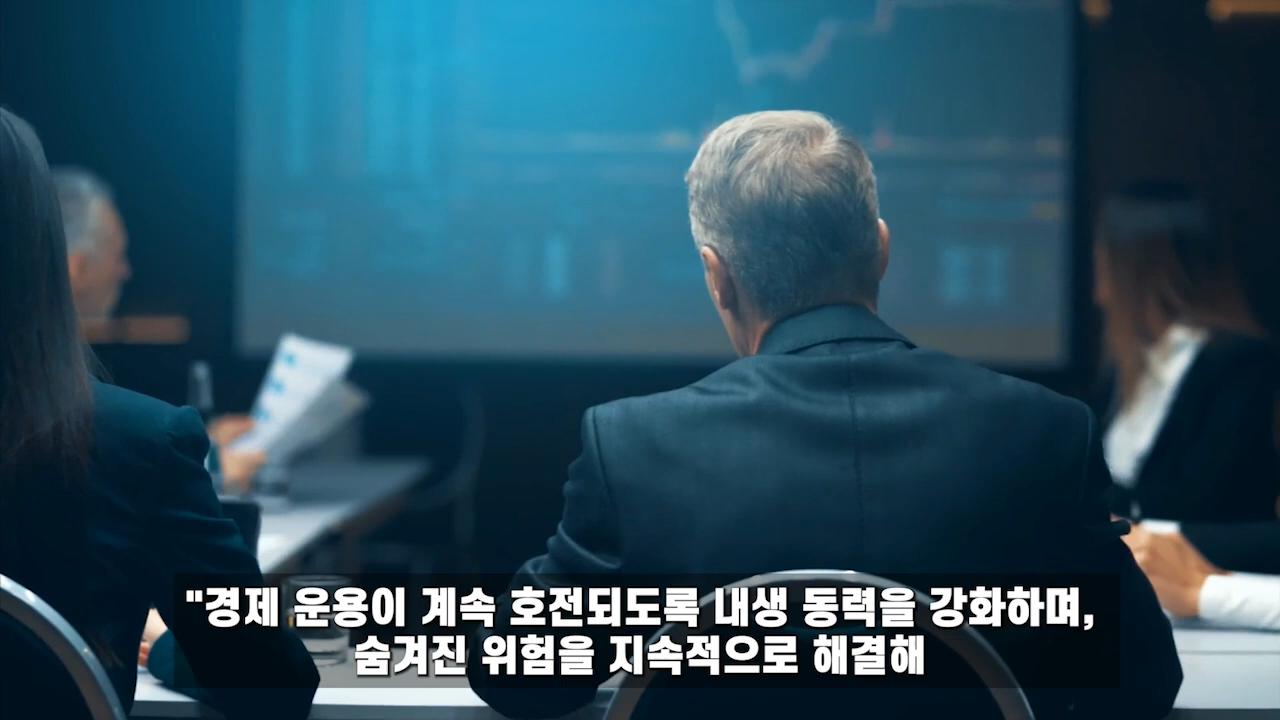 "경제 운용이 계속 호전되도록 내생 동력을 강화하며,
숨겨진 위험을 지속적으로 해결해